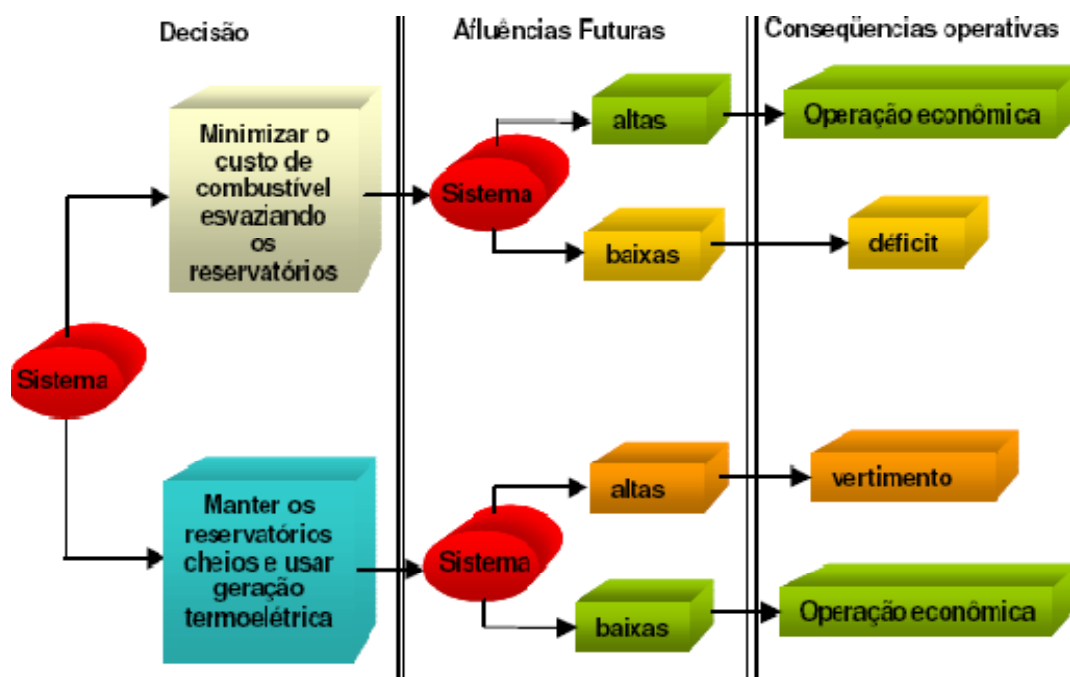 Decisão
Afluências Futuras
Conseqüencias operativas
Minimizar o
custo de
combustível
esvaziando
os
reservatórios
Sistema
altas
Operação econômica
baixas
déficit
Sistema
Manter os
reservatórios
cheios e usar
geração
termoelétrica
Sistema
altas
vertimento
baixas
Operação econômica